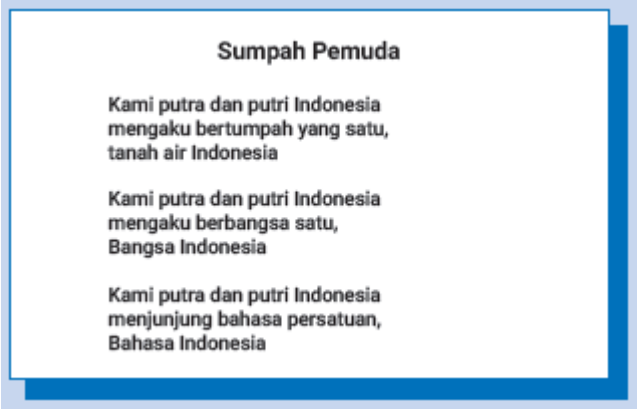 Sumpah Pemuda
Kami putra dan putri Indonesia
mengaku bertumpah yang satu,
tanah air Indonesia
Kami putra dan putri Indonesia
mengaku berbangsa satu,
Bangsa Indonesia
Kami putra dan putri Indonesia
menjunjung bahasa persatuan,
Bahasa Indonesia